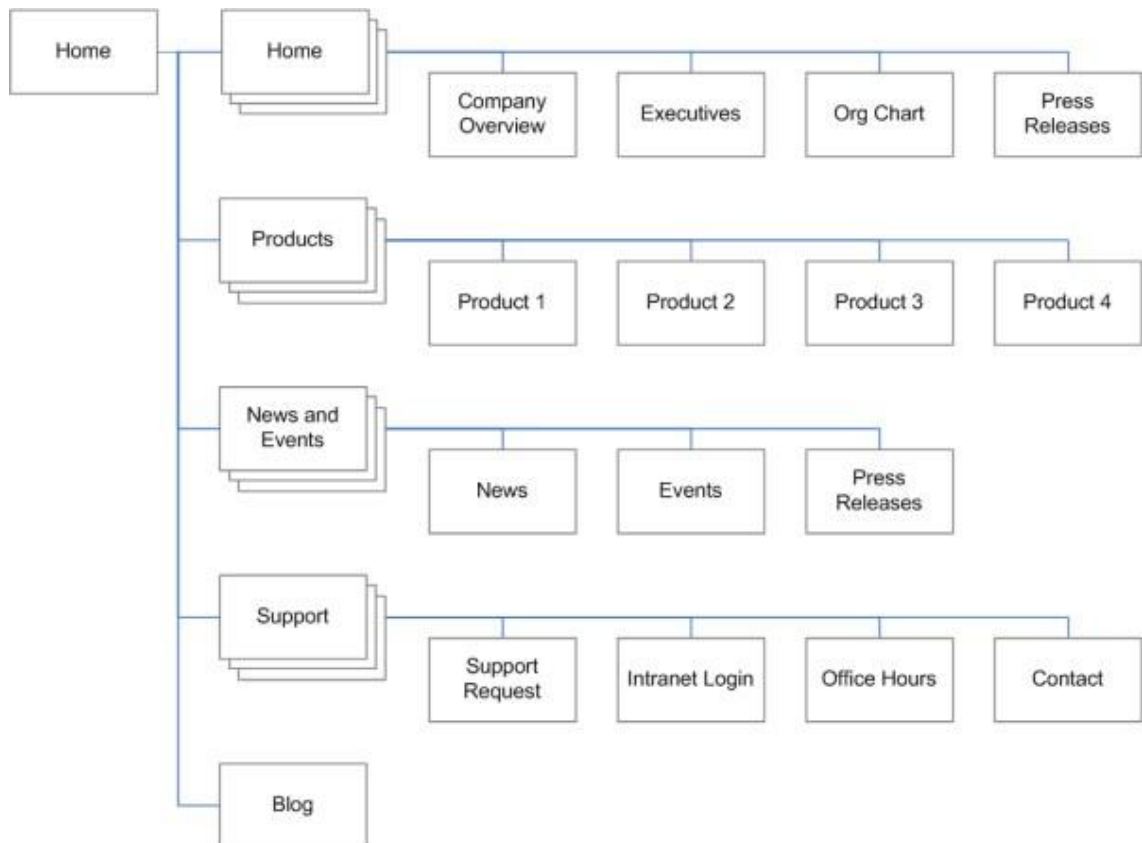 Home
Home
Company
Overview
Executives
Org Chart
Press
Releases
Products
Product 1
Product 2
Product 3
Product 4
News and
Events
News
Events
Press
Releases
Support
Support
Request
Intranet Login
Office Hours
Contact
Blog